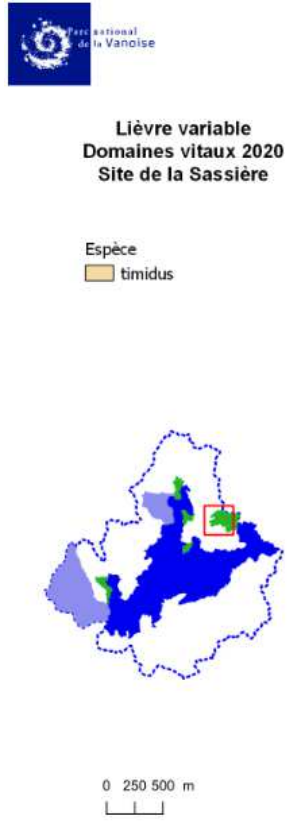 Parc national
de la Vanoise
Lièvre variable
Domaines vitaux 2020
Site de la Sassière
Espèce
timidus
0 250 500 m